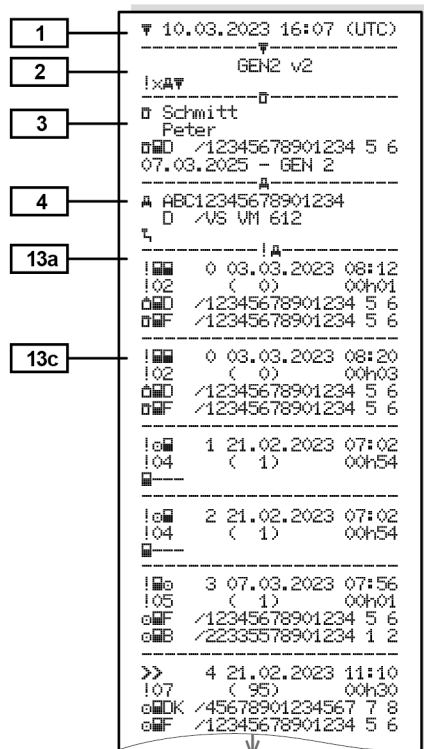 1
▼ 10.03.2023 16:07 (UTC)
2
GEN2 v2
!×A▼
3
Schmitt
Peter
D /12345678901234 5 6
07.03.2025 - GEN 2
4
A ABC12345678901234
D /VS VM 612
13a
! A
! 0 03.03.2023 08:12
!02 ( 0) 00h01
D /12345678901234 5 6
F /12345678901234 5 6
13c
! 0 03.03.2023 08:20
!02 ( 0) 00h03
D /12345678901234 5 6
F /12345678901234 5 6
! 1 21.02.2023 07:02
!04 ( 1) 00h54
---
! 2 21.02.2023 07:02
!04 ( 1) 00h54
---
! 3 07.03.2023 07:56
!05 ( 1) 00h01
F /12345678901234 5 6
B /22335578901234 1 2
>> 4 21.02.2023 11:10
!07 ( 95) 00h30
DK /45678901234567 7 8
F /12345678901234 5 6